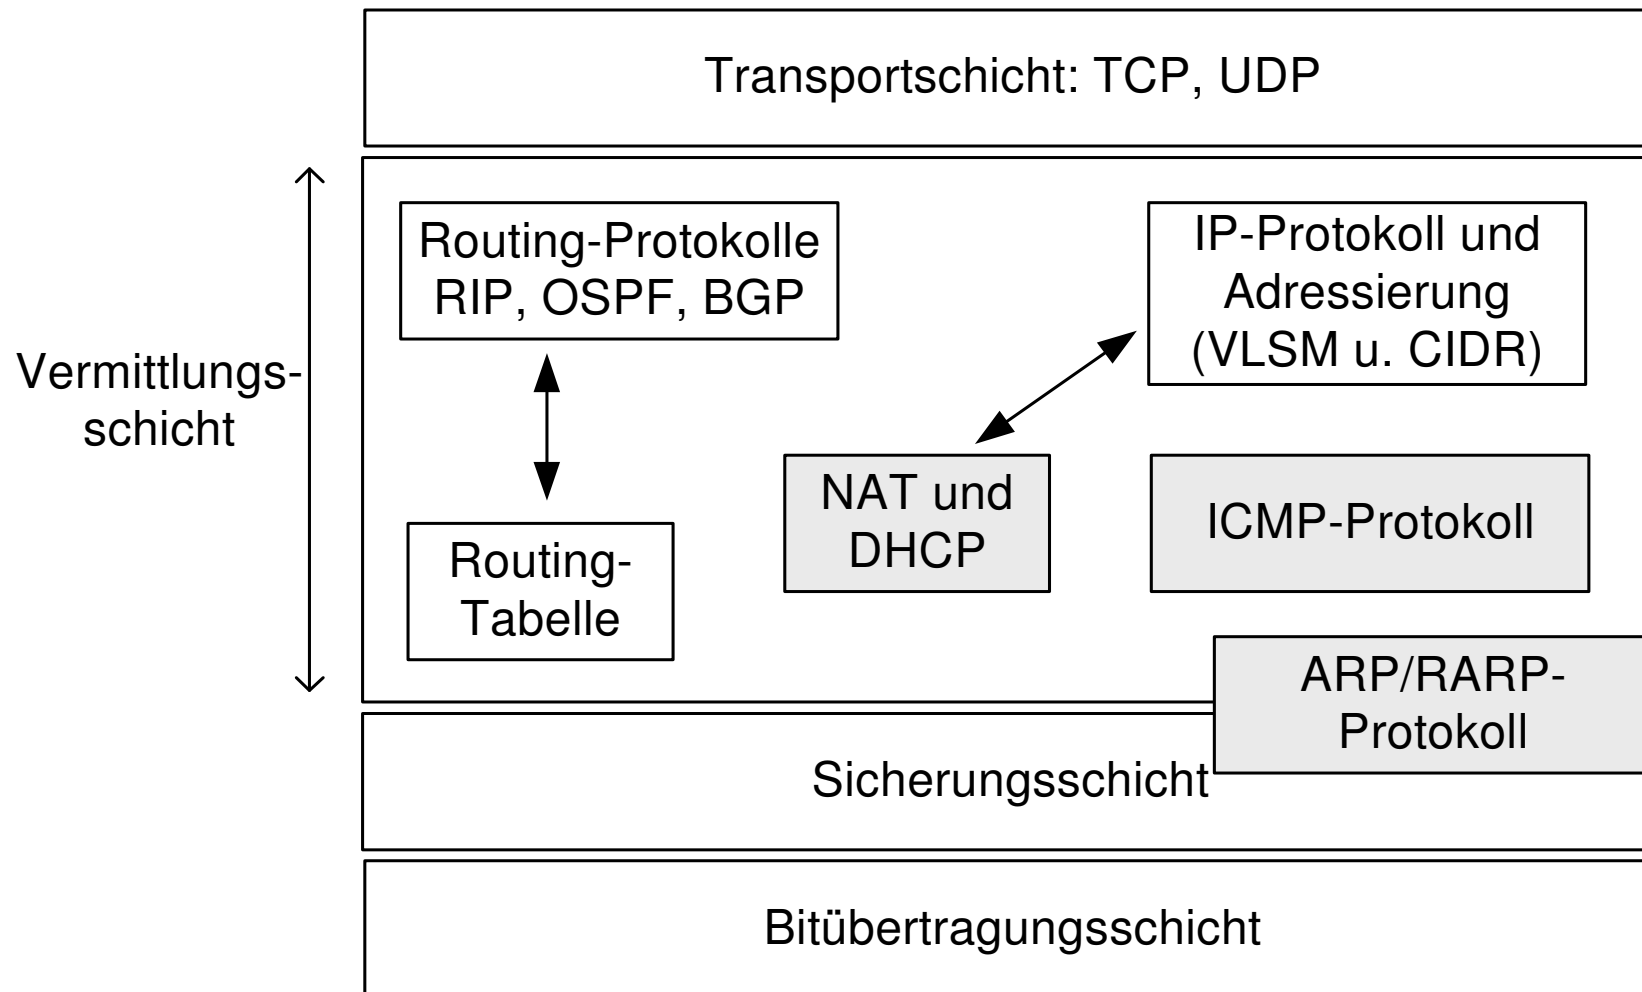 Transportschicht: TCP, UDP
Routing-Protokolle
RIP, OSPF, BGP
IP-Protokoll und
Adressierung
(VLSM u. CIDR)
Vermittlungs-
schicht
NAT und
DHCP
ICMP-Protokoll
Routing-
Tabelle
ARP/RARP-
Protokoll
Sicherungsschicht
Bitübertragungsschicht